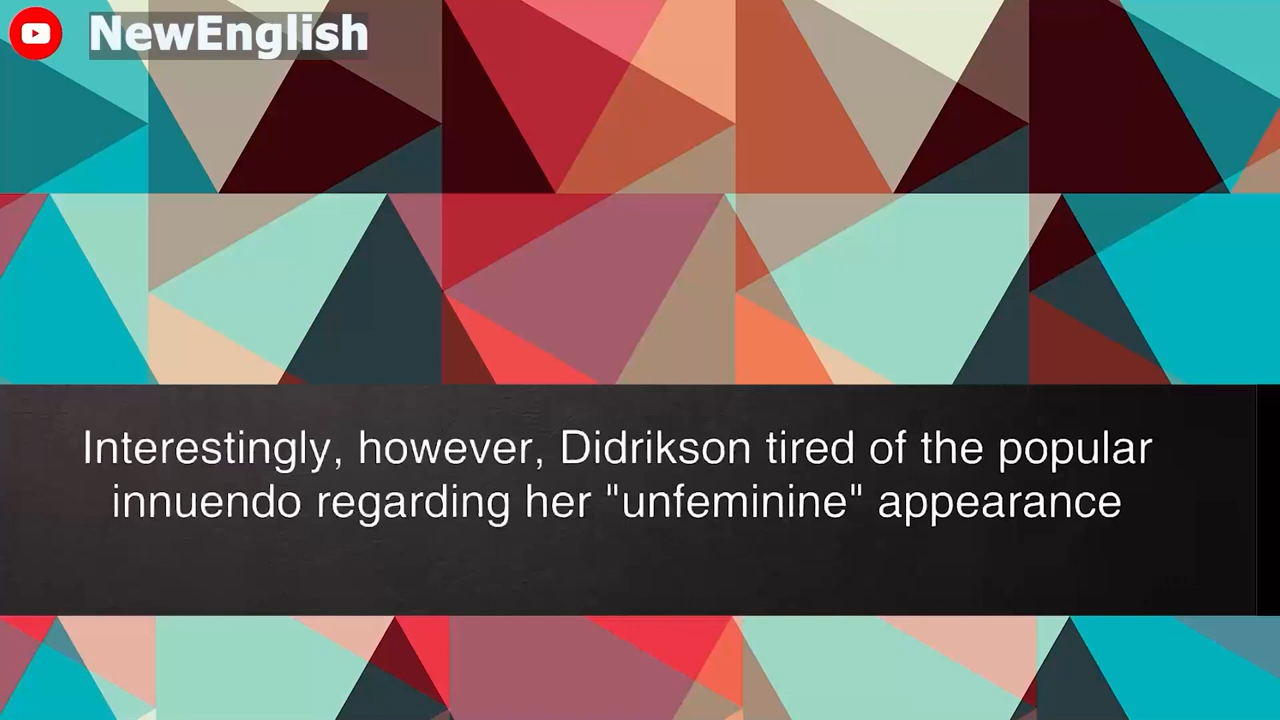 NewEnglish
Interestingly, however, Didrikson tired of the popular
innuendo regarding her "unfeminine" appearance